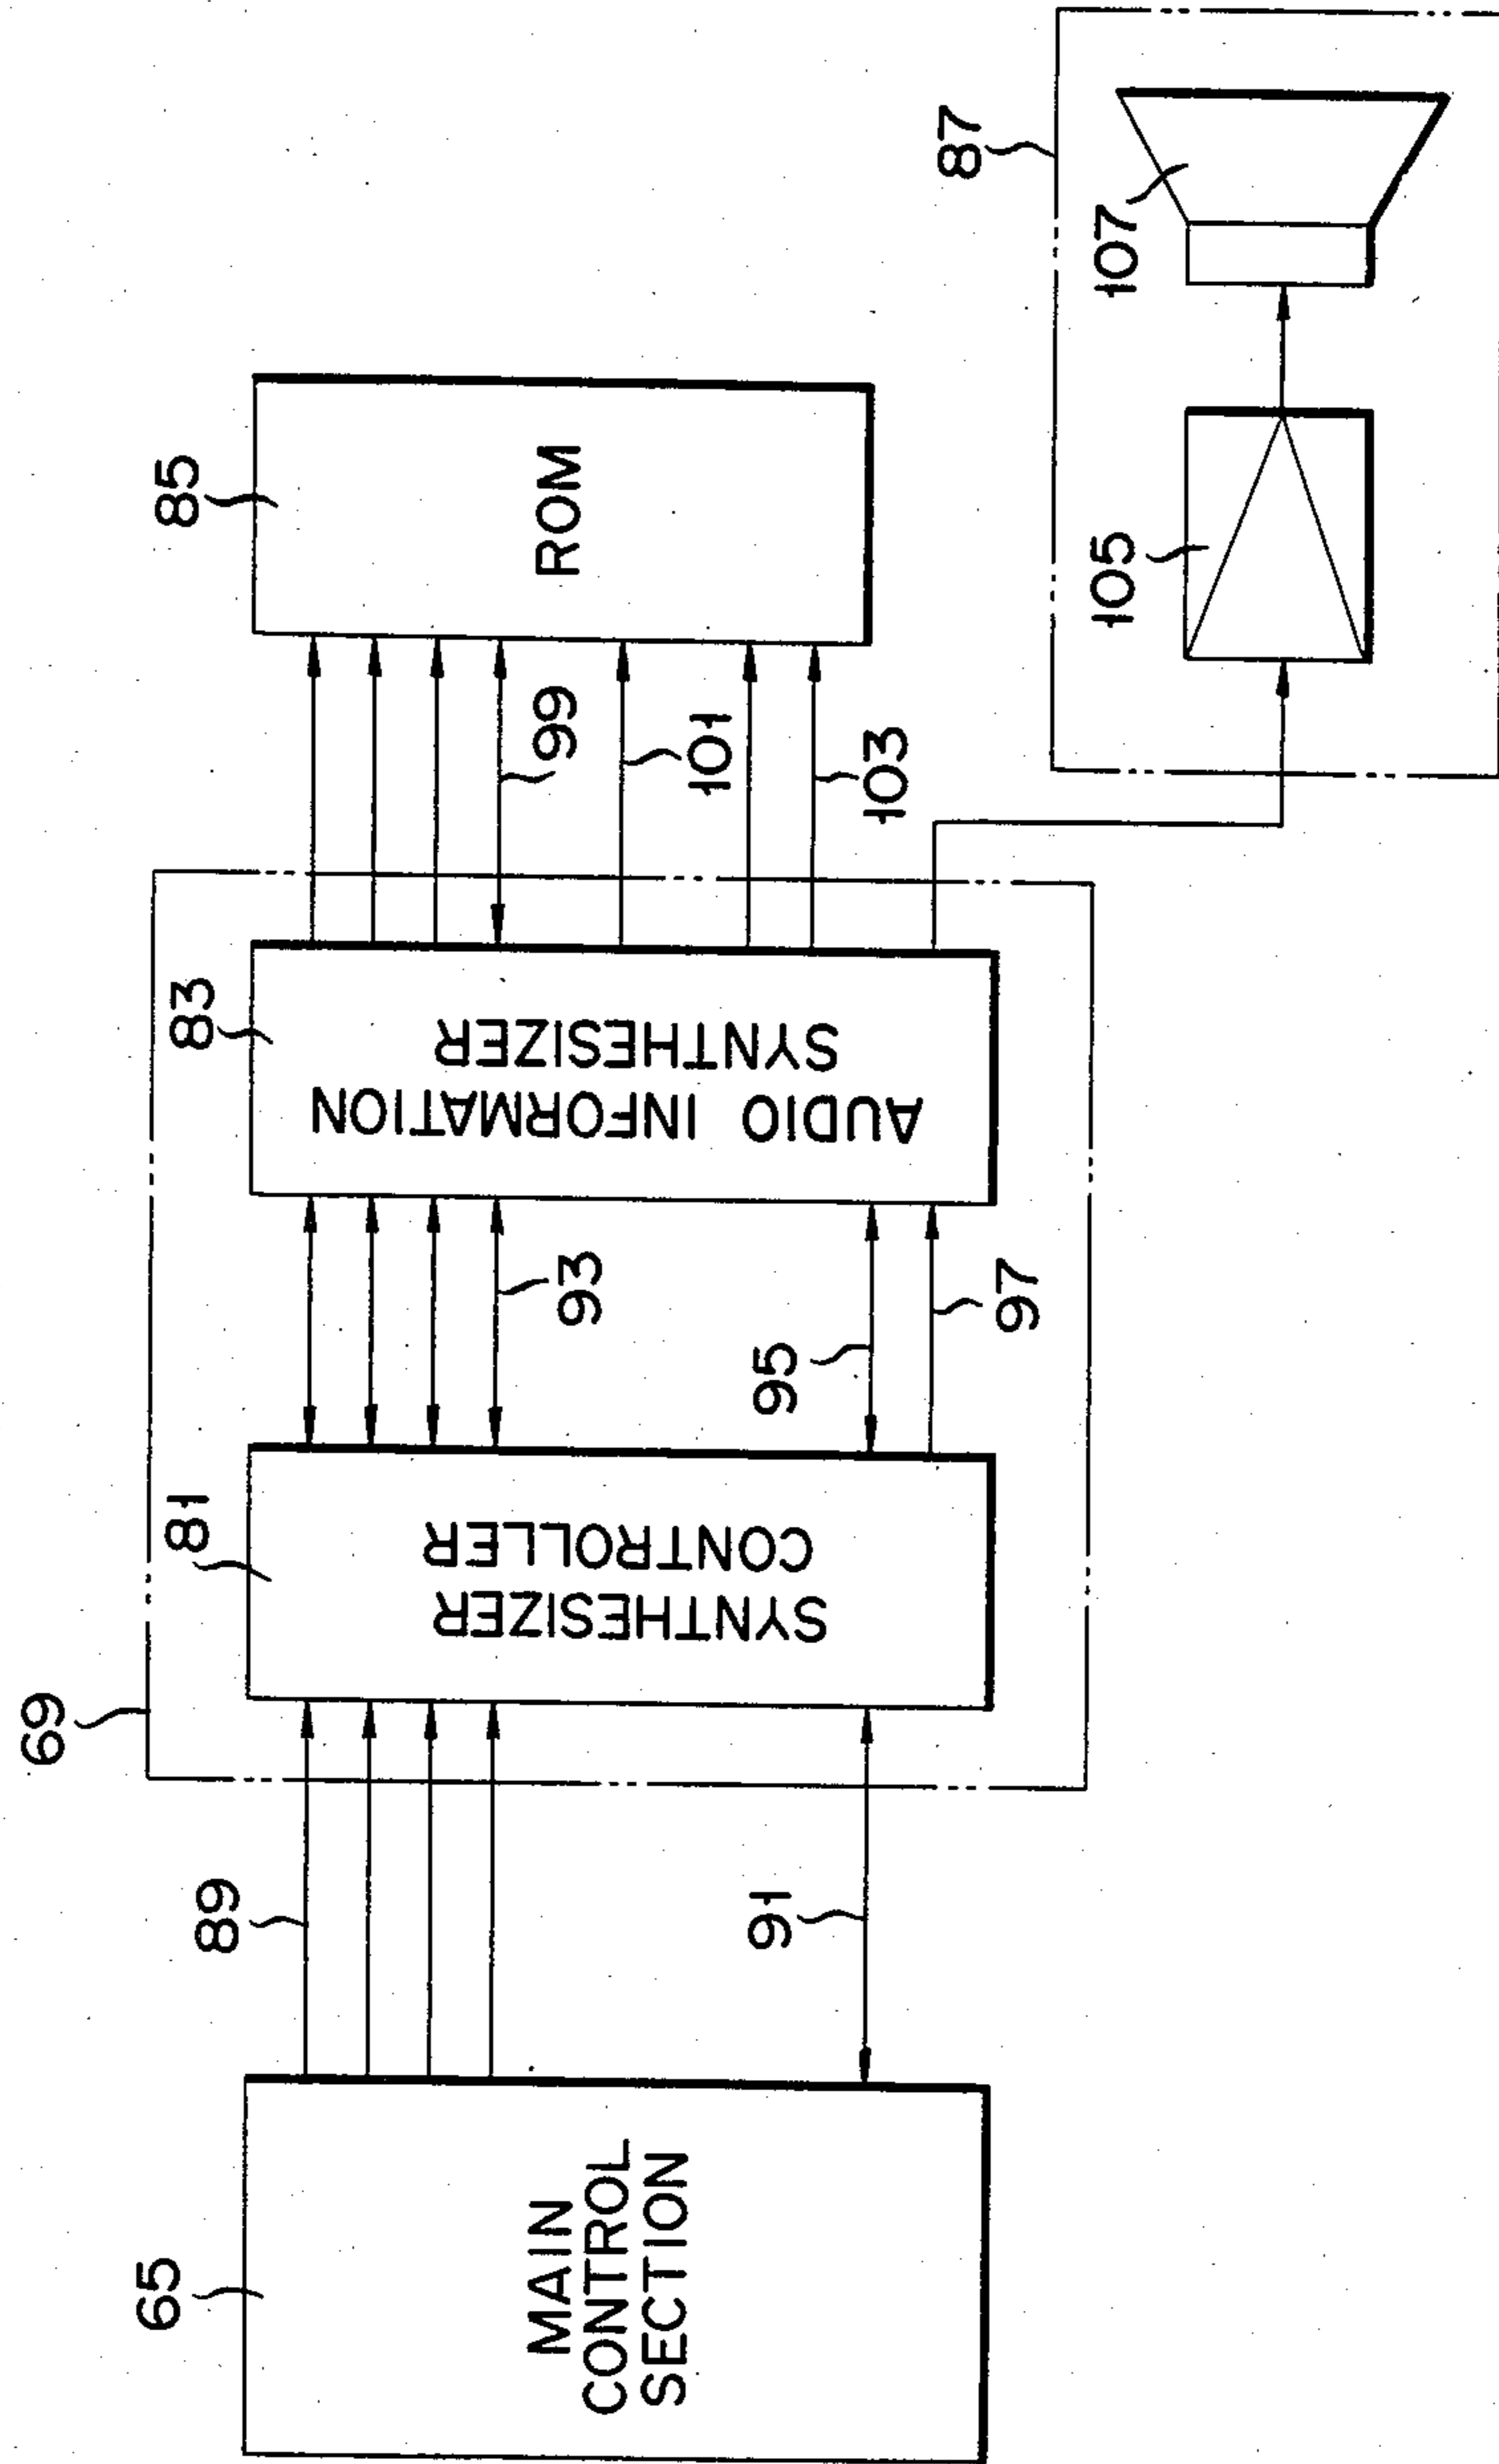 65
MAIN
CONTROL
SECTION
89
91
69
81
SYNTHESIZER
CONTROLLER
93
95
97
83
AUDIO INFORMATION
SYNTHESIZER
99
101
103
85
ROM
87
105
107